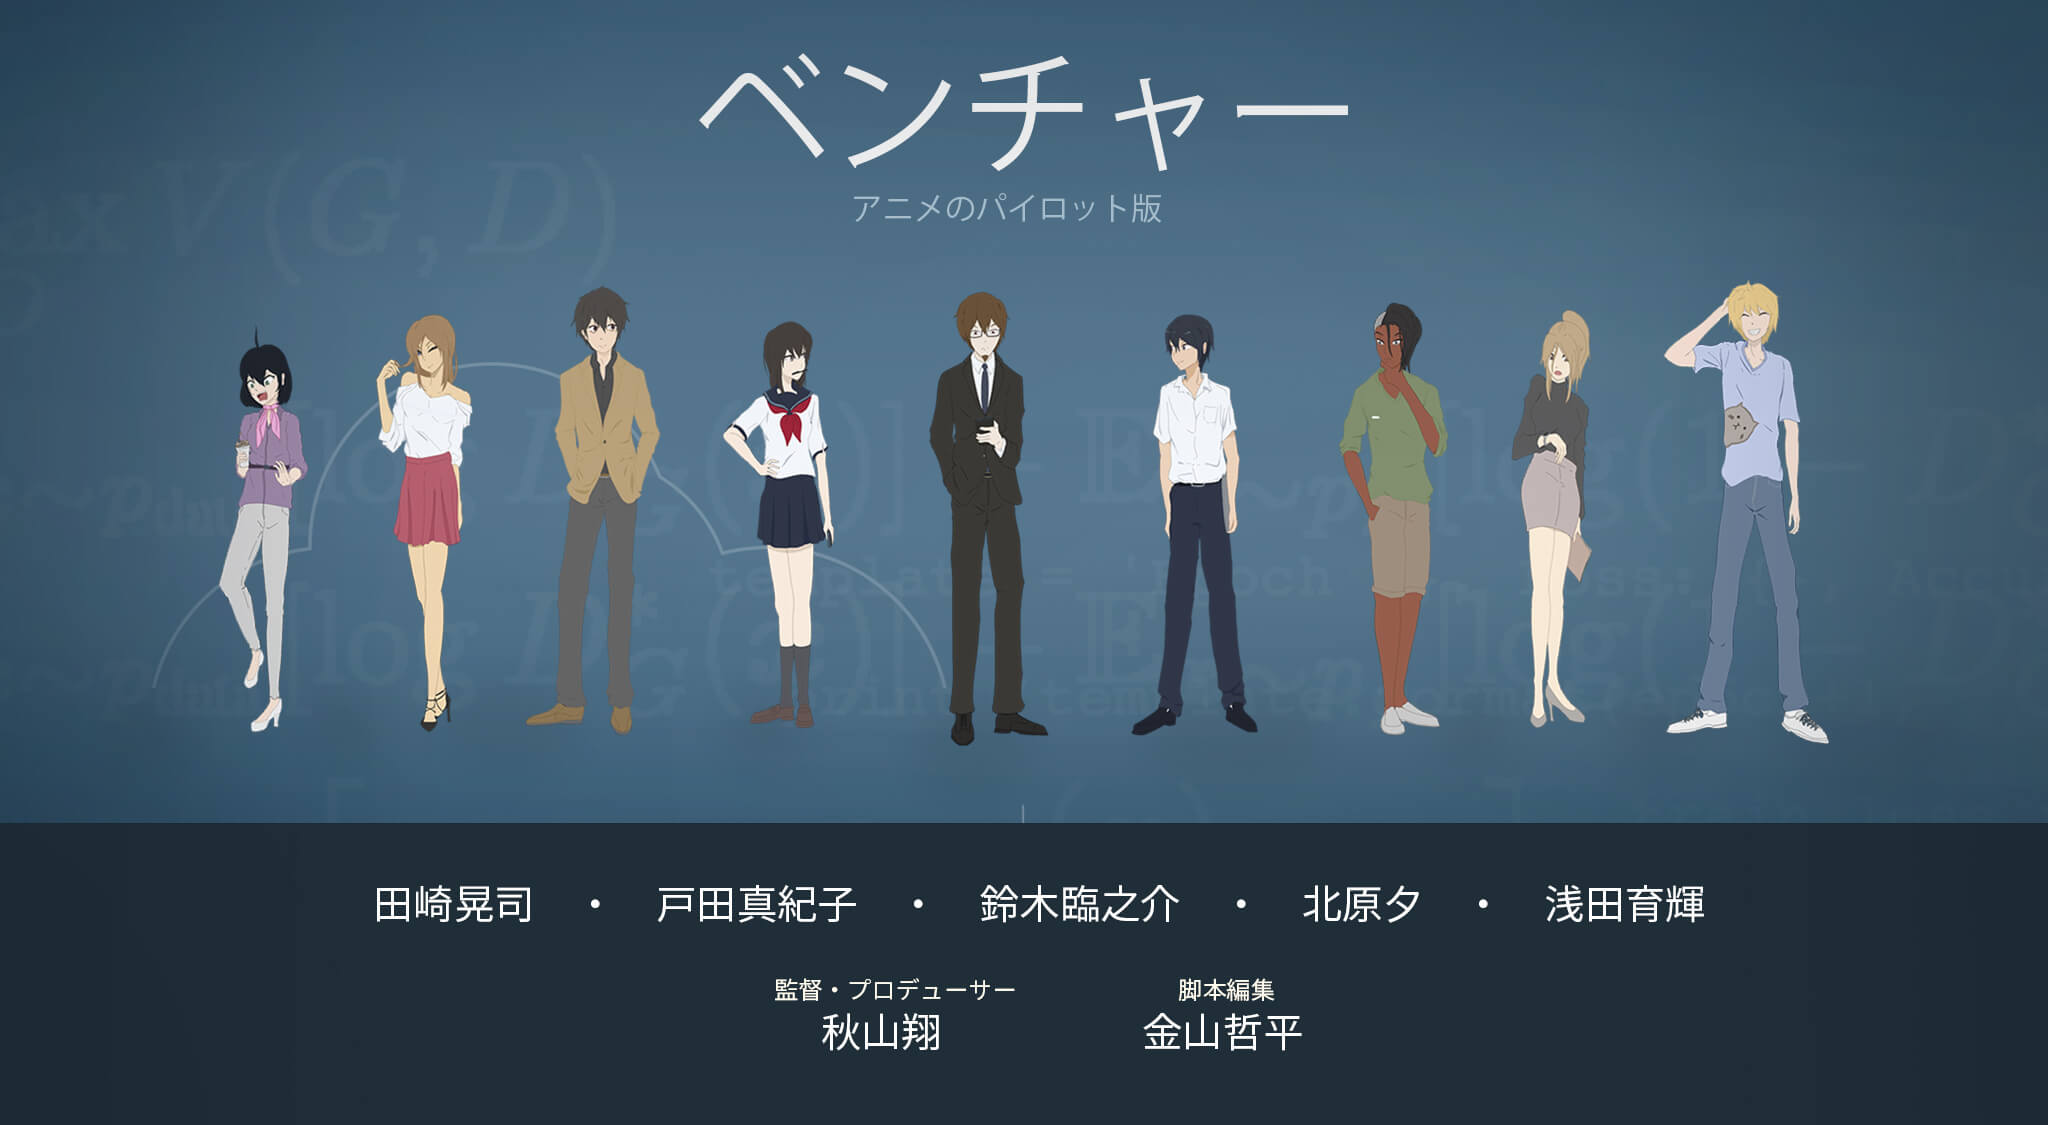 ベンチャー
アニメのパイロット版
田崎晃司 ・ 戸田真紀子 ・ 鈴木臨之介 ・ 北原夕 ・ 浅田育輝
監督・プロデューサー 脚本編集
秋山翔 金山哲平